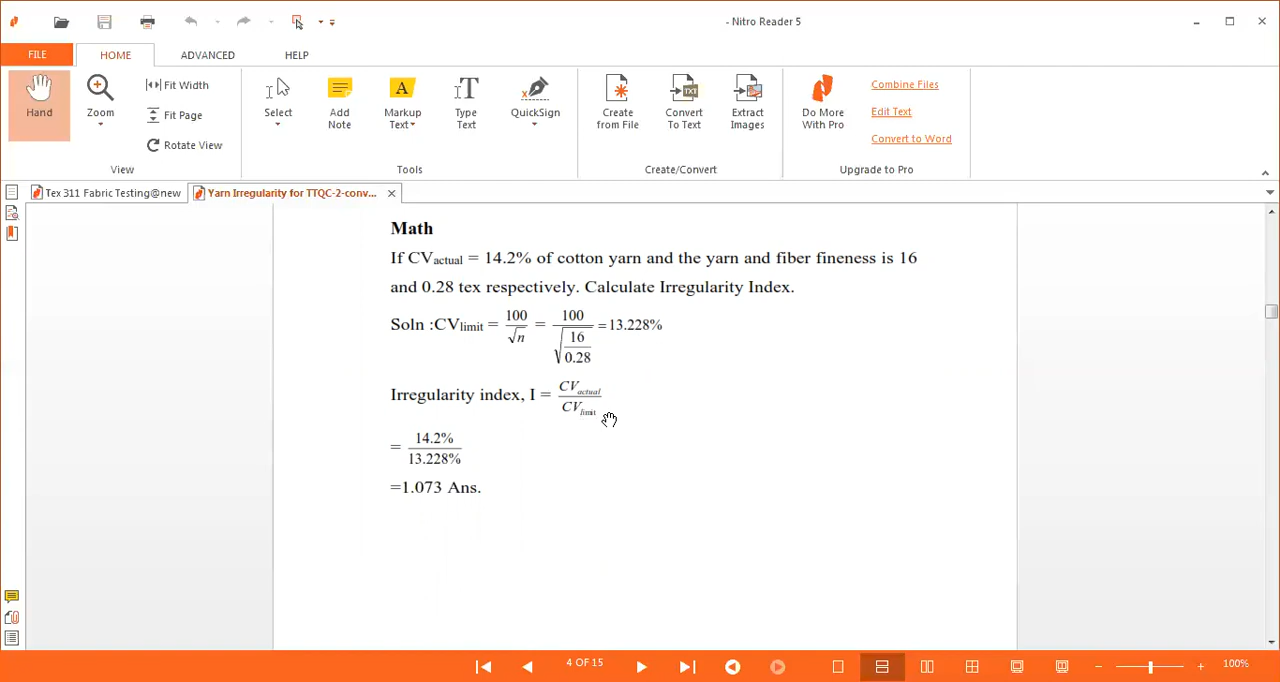 - Nitro Reader 5
FILE
HOME
ADVANCED
HELP
Hand
Zoom
Fit Width
Fit Page
Rotate View
View
Select
Add Note
Markup Text
Type Text
QuickSign
Tools
Create from File
Convert To Text
Extract Images
Create/Convert
Do More With Pro
Combine Files
Edit Text
Convert to Word
Upgrade to Pro
Tex 311 Fabric Testing@new
Yarn Irregularity for TTQC-2-conv...
Math
If CVactual = 14.2% of cotton yarn and the yarn and fiber fineness is 16
and 0.28 tex respectively. Calculate Irregularity Index.
Soln :CVlimit = 100/√n = 100/√(16/0.28) = 13.228%
Irregularity index, I = CVactual/CVlimit
= 14.2%/13.228%
=1.073 Ans.
4 OF 15
100%